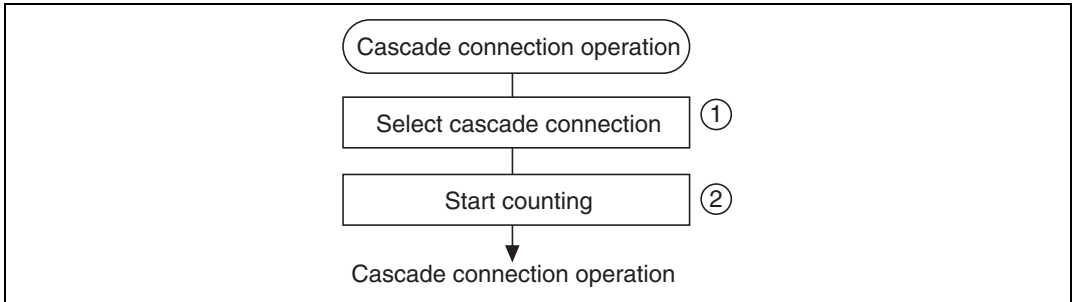 Cascade connection operation
Select cascade connection
1
Start counting
2
Cascade connection operation